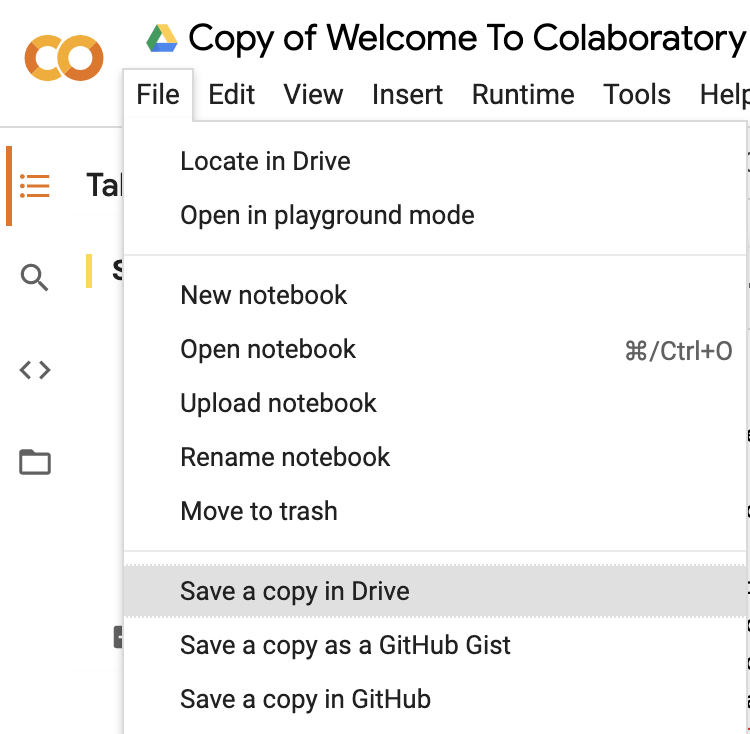 Copy of Welcome To Colaboratory
File Edit View Insert Runtime Tools Help
Locate in Drive
Open in playground mode
New notebook
Open notebook ⌘/Ctrl+O
Upload notebook
Rename notebook
Move to trash
Save a copy in Drive
Save a copy as a GitHub Gist
Save a copy in GitHub